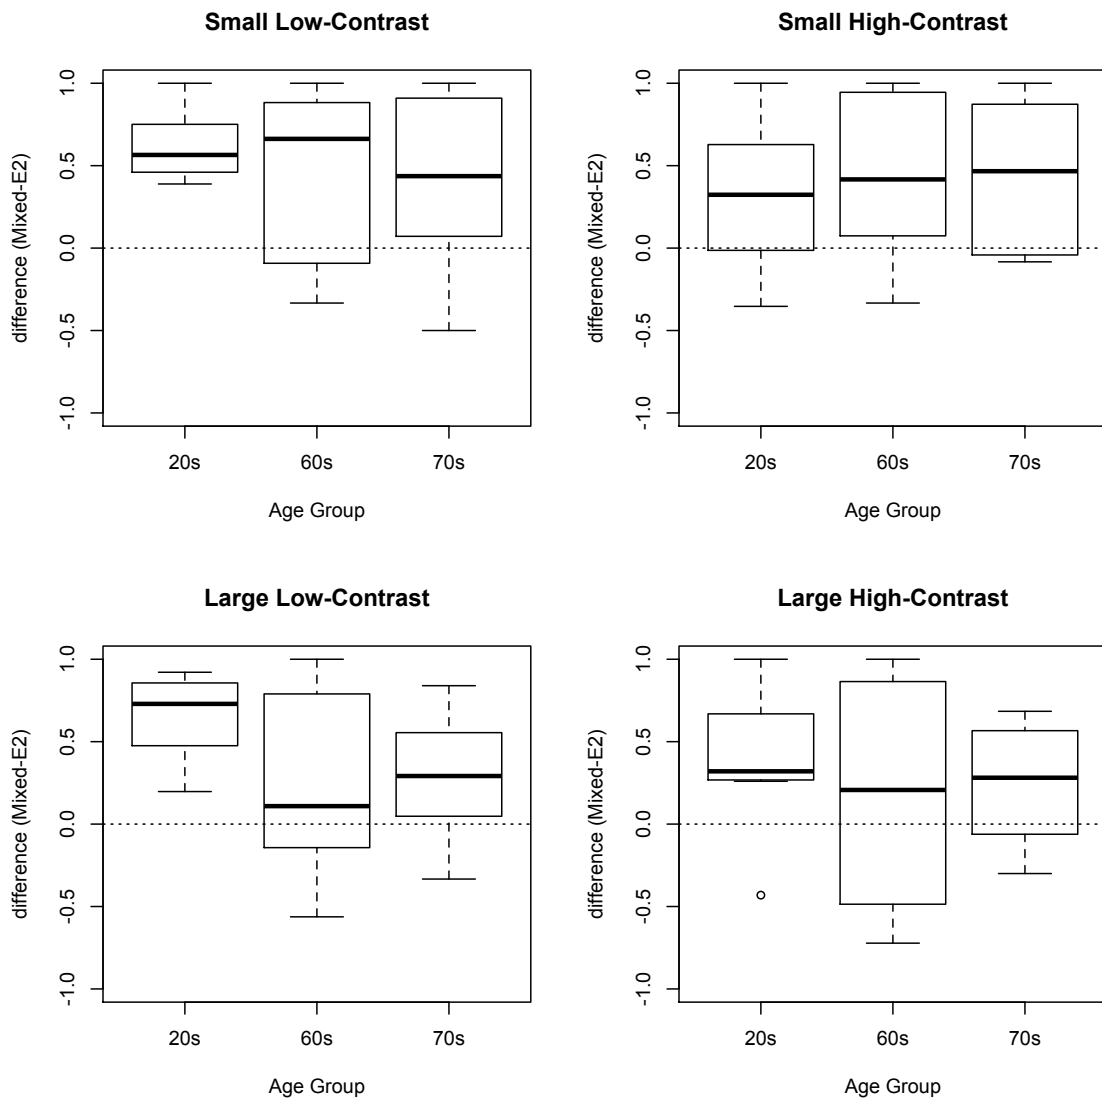 Small Low-Contrast
difference (Mixed-E2)
1.0
0.5
0.0
-0.5
-1.0
20s 60s 70s
Age Group
Small High-Contrast
difference (Mixed-E2)
1.0
0.5
0.0
-0.5
-1.0
20s 60s 70s
Age Group
Large Low-Contrast
difference (Mixed-E2)
1.0
0.5
0.0
-0.5
-1.0
20s 60s 70s
Age Group
Large High-Contrast
difference (Mixed-E2)
1.0
0.5
0.0
-0.5
-1.0
20s 60s 70s
Age Group